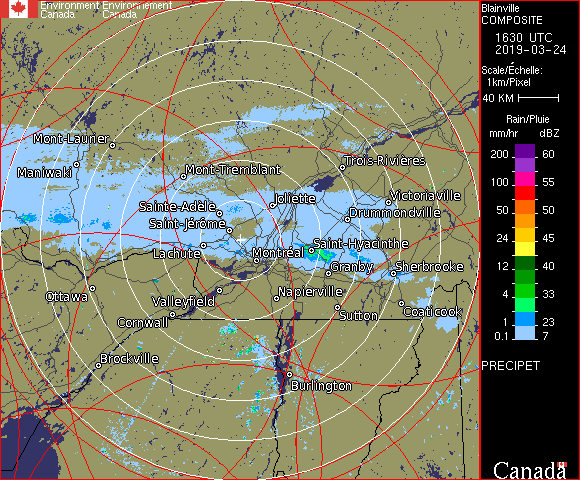 Environment Environnement
Canada Canada
Blainville
COMPOSITE
1630 UTC
2019-03-24
Scale/Échelle:
1km/Pixel
40 KM
Rain/Pluie
mm/hr dBZ
200 60
100 55
50 50
24 45
12 40
4 33
1 23
0.1 7
PRECIPET
Canada
Mont-Laurier
Maniwaki
Mont-Tremblant
Trois-Rivieres
Sainte-Adele
Joliette
Victoriaville
Saint-Jérôme
Drummondville
Lachute
Montréal
Saint-Hyacinthe
Granby
Sherbrooke
Ottawa
Valleyfield
Napierville
Cornwall
Sutton
Coaticook
Brockville
Burlington